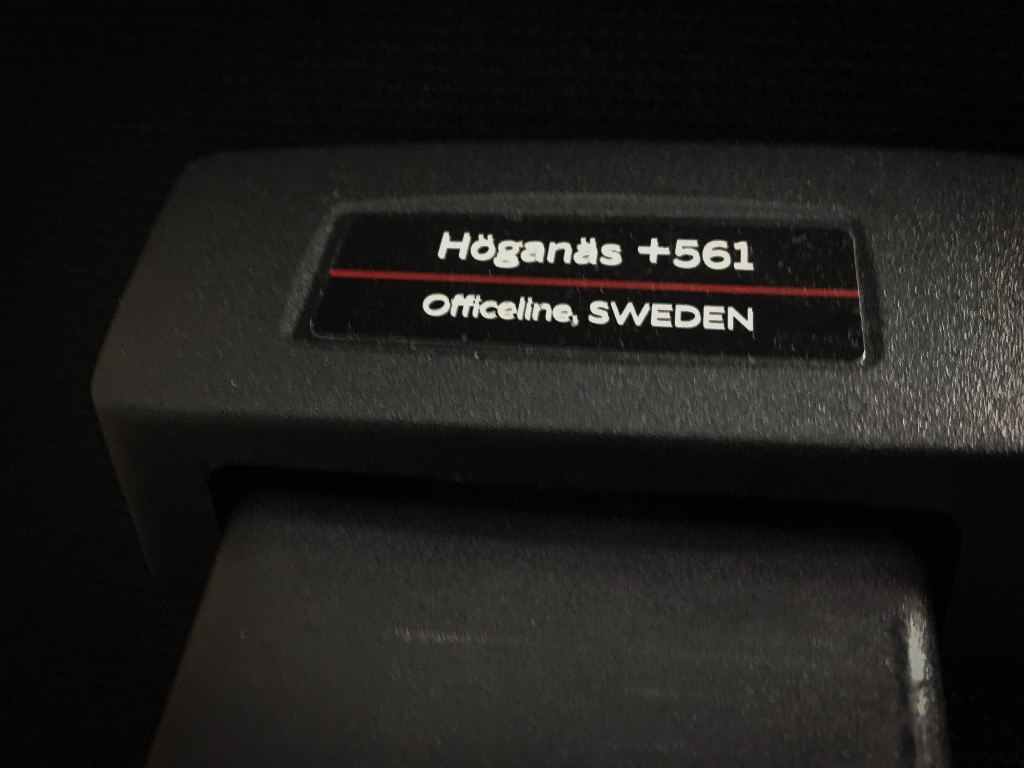 Höganäs +561
Officeline, SWEDEN